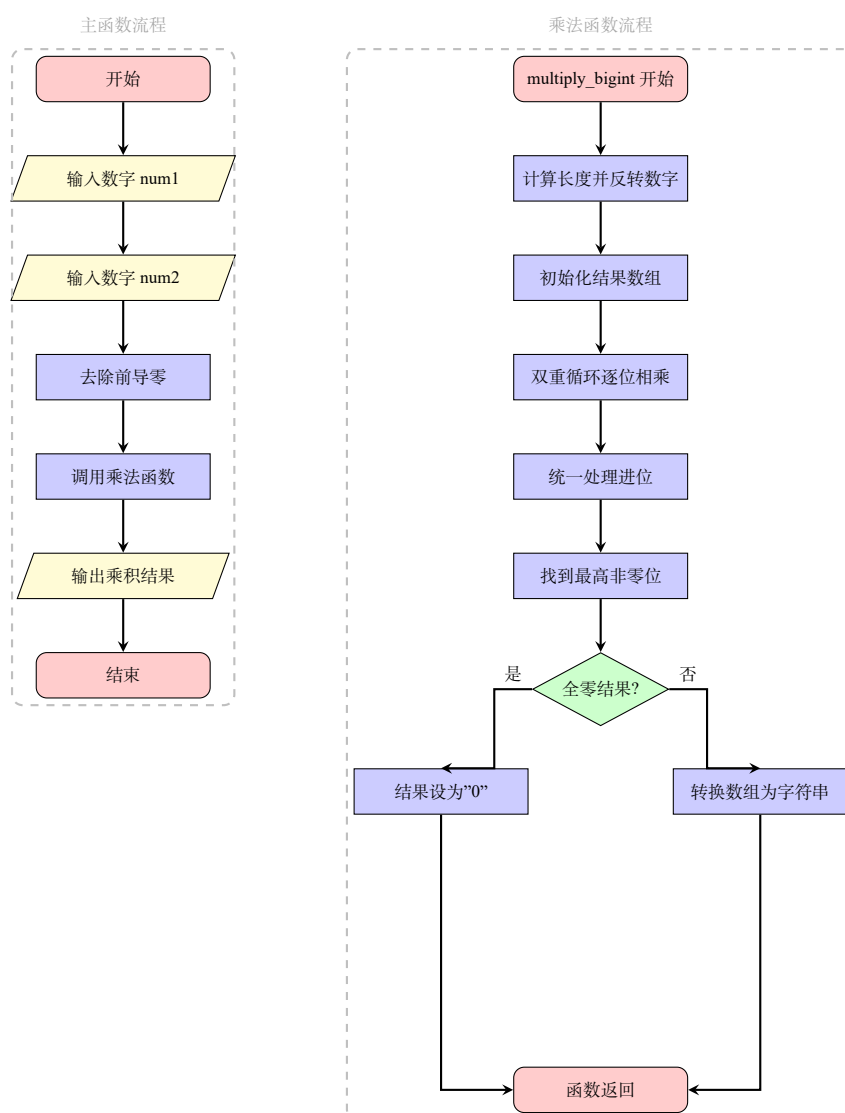 主函数流程
开始
输入数字 num1
输入数字 num2
去除前导零
调用乘法函数
输出乘积结果
结束
乘法函数流程
multiply_bigint 开始
计算长度并反转数字
初始化结果数组
双重循环逐位相乘
统一处理进位
找到最高非零位
全零结果?
是
否
结果设为”0”
转换数组为字符串
函数返回